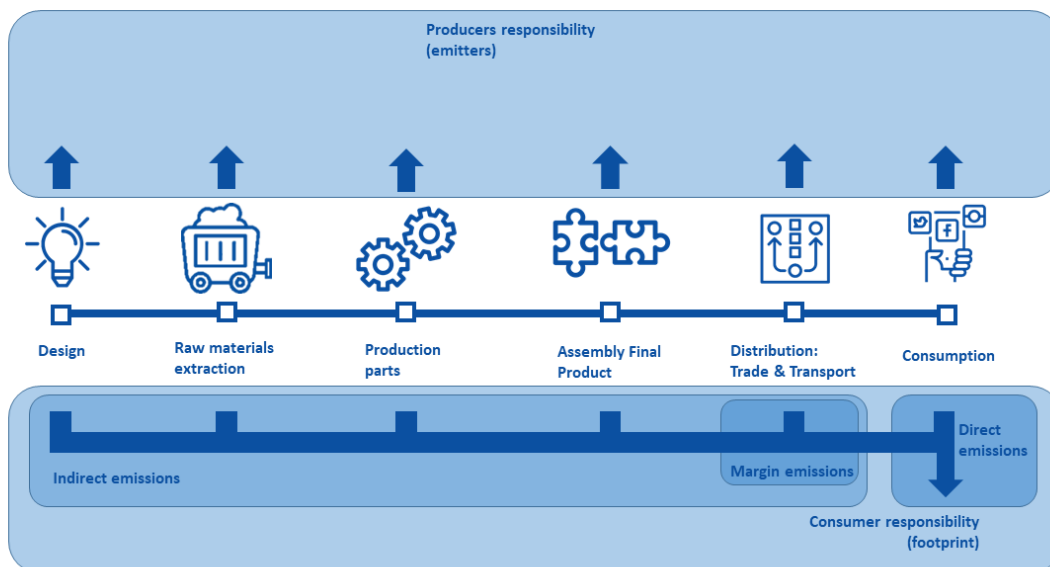 Producers responsibility
(emitters)
Design
Raw materials
extraction
Production
parts
Assembly Final
Product
Distribution:
Trade & Transport
Consumption
Indirect emissions
Margin emissions
Direct
emissions
Consumer responsibility
(footprint)